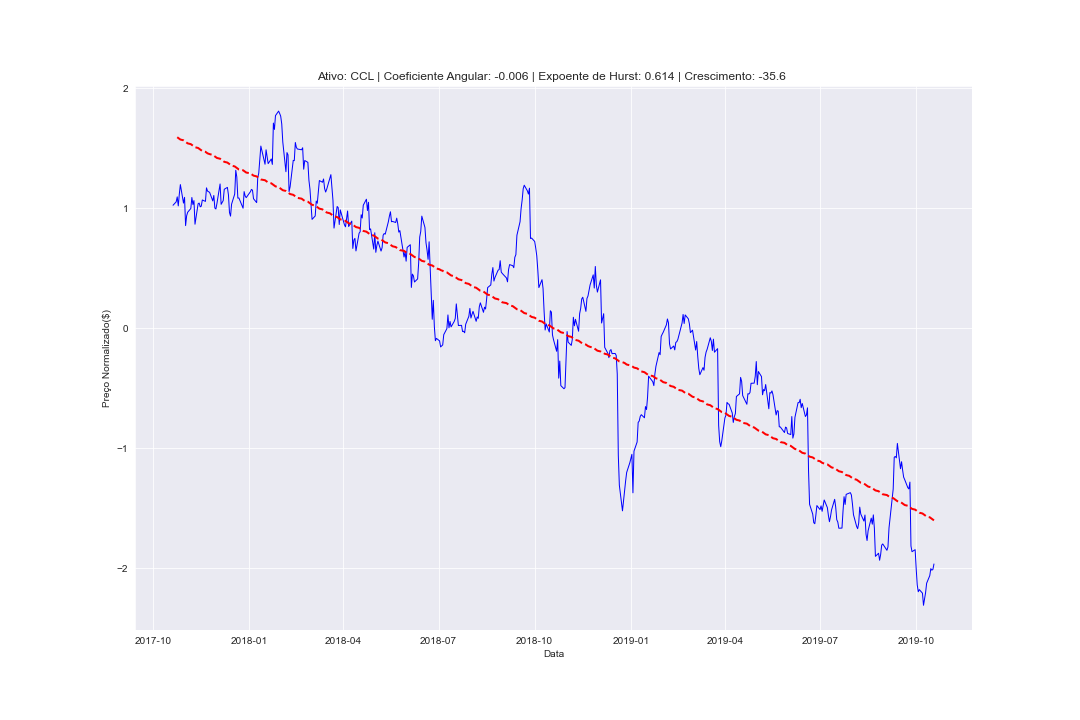 Ativo: CCL | Coeficiente Angular: -0.006 | Expoente de Hurst: 0.614 | Crescimento: -35.6
2
1
0
−1
−2
Preço Normalizado($)
2017-10 2018-01 2018-04 2018-07 2018-10 2019-01 2019-04 2019-07 2019-10
Data